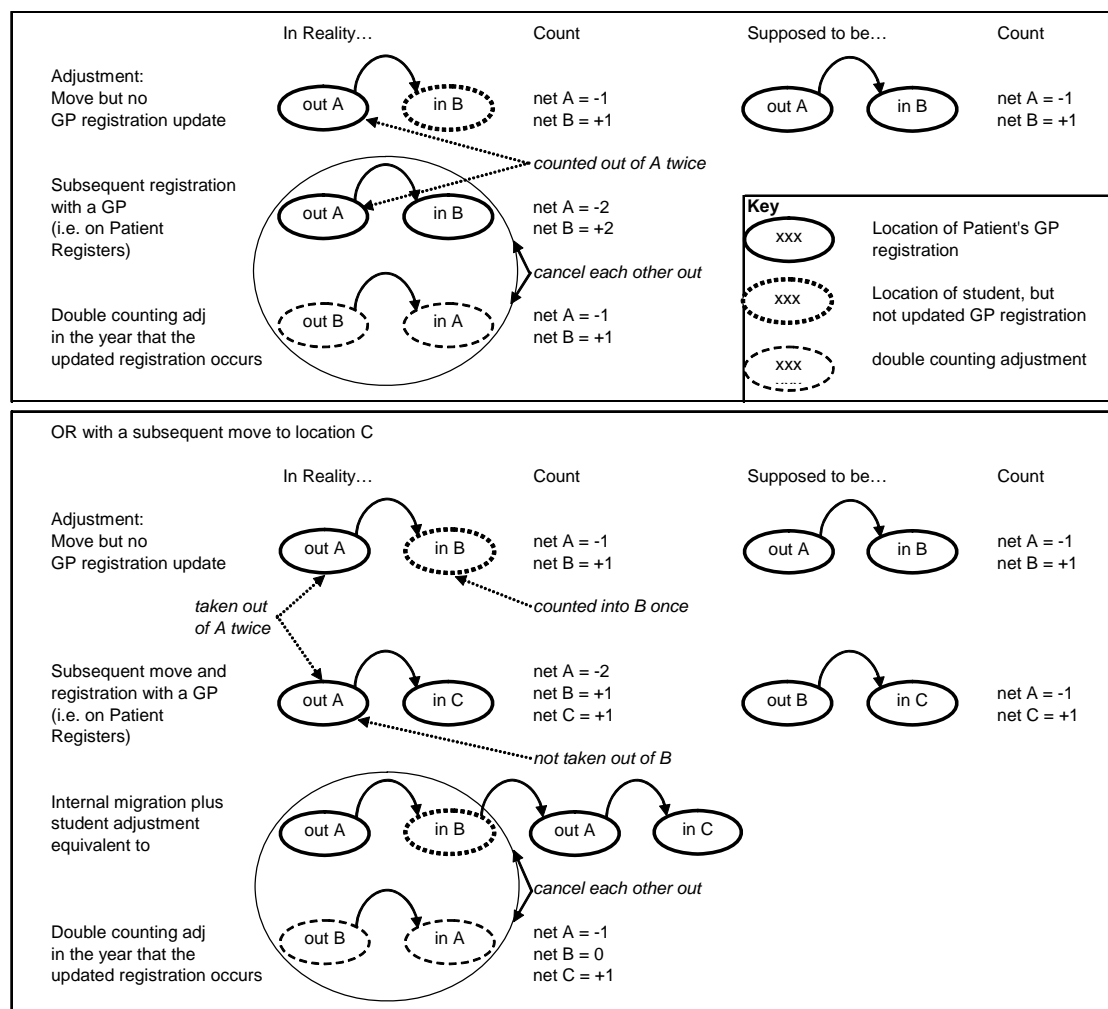 In Reality… Count Supposed to be… Count
Adjustment:
Move but no
GP registration update
out A in B
net A = -1
net B = +1
out A in B
net A = -1
net B = +1
counted out of A twice
Subsequent registration
with a GP
(i.e. on Patient
Registers)
out A in B
net A = -2
net B = +2
cancel each other out
Double counting adj
in the year that the
updated registration occurs
out B in A
net A = -1
net B = +1
Key
xxx
Location of Patient's GP
registration
xxx
Location of student, but
not updated GP registration
xxx
double counting adjustment
OR with a subsequent move to location C
In Reality… Count Supposed to be… Count
Adjustment:
Move but no
GP registration update
out A in B
net A = -1
net B = +1
out A in B
net A = -1
net B = +1
taken out
of A twice
counted into B once
Subsequent move and
registration with a GP
(i.e. on Patient
Registers)
out A in C
net A = -2
net B = +1
net C = +1
out B in C
net A = -1
net C = +1
not taken out of B
Internal migration plus
student adjustment
equivalent to
out A in B out A in C
cancel each other out
Double counting adj
in the year that the
updated registration occurs
out B in A
net A = -1
net B = 0
net C = +1